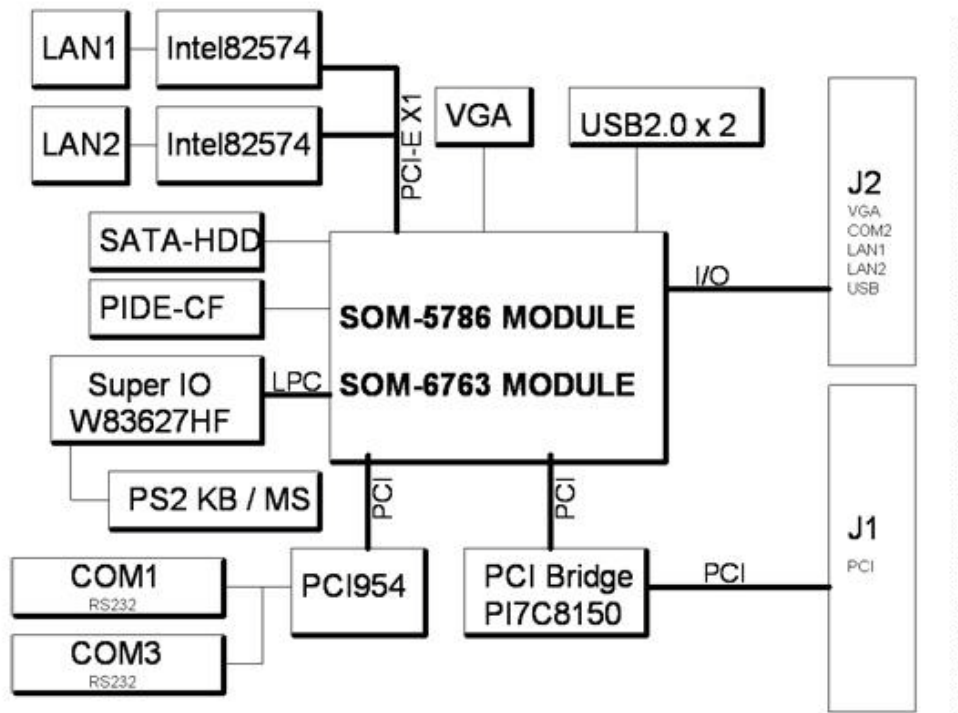 LAN1
Intel82574
LAN2
Intel82574
PCI-E X1
VGA
USB2.0 x 2
J2
VGA
COM2
LAN1
LAN2
USB
SATA-HDD
PIDE-CF
SOM-5786 MODULE
SOM-6763 MODULE
I/O
Super IO
W83627HF
LPC
PS2 KB / MS
PCI
PCI
COM1
RS232
COM3
RS232
PCI954
PCI Bridge
PI7C8150
PCI
J1
PCI